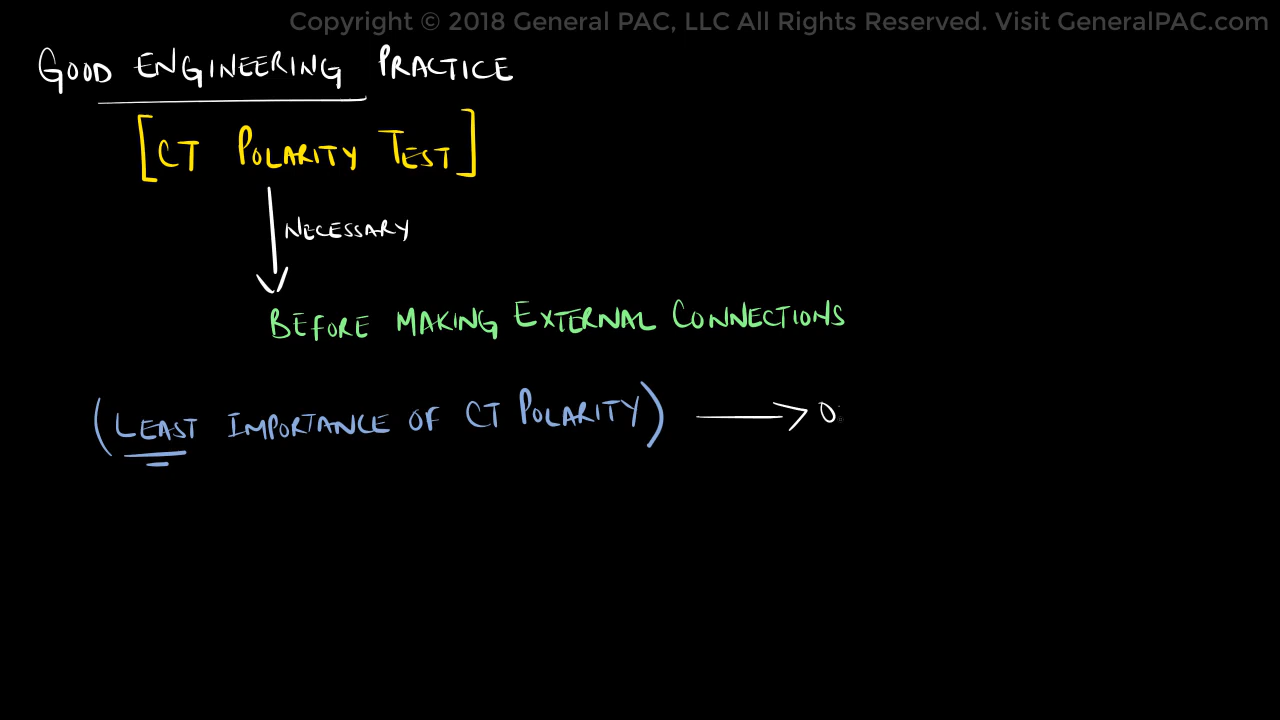 Copyright © 2018 General PAC, LLC All Rights Reserved. Visit GeneralPAC.com
GOOD ENGINEERING PRACTICE
[CT POLARITY TEST]
NECESSARY
BEFORE MAKING EXTERNAL CONNECTIONS
(LEAST IMPORTANCE OF CT POLARITY) → O